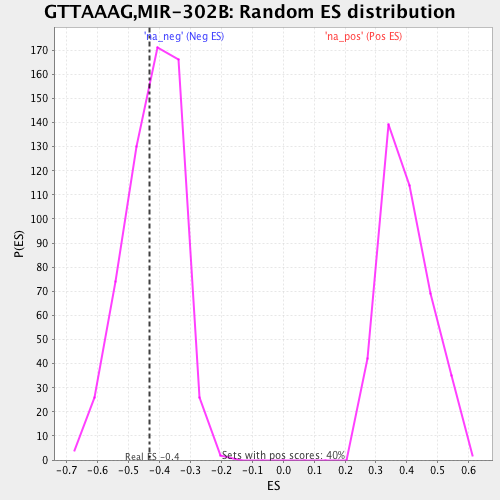 GTTAAAG,MIR-302B: Random ES distribution
'na_neg' (Neg ES)
'na_pos' (Pos ES)
P(ES)
170
160
150
140
130
120
110
100
90
80
70
60
50
40
30
20
10
0
Real ES -0.4
Sets with pos scores: 40%
-0.7 -0.6 -0.5 -0.4 -0.3 -0.2 -0.1 0.0 0.1 0.2 0.3 0.4 0.5 0.6
ES